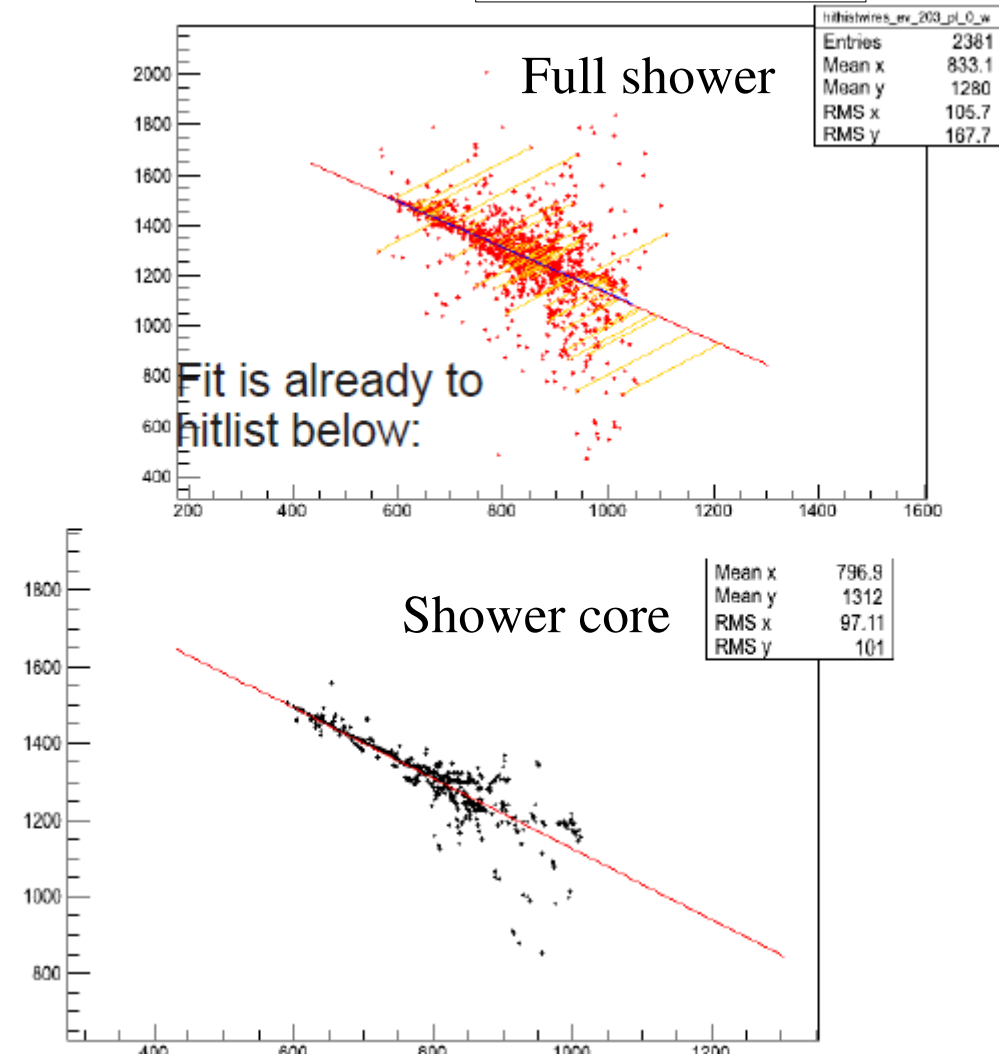 hithistwires_ev_203_pl_0_w
Entries 2381
Mean x 833.1
Mean y 1280
RMS x 105.7
RMS y 167.7
Full shower
2000
1800
1600
1400
1200
1000
800
600
400
Fit is already to
hitlist below:
200 400 600 800 1000 1200 1400 1600
Mean x 796.9
Mean y 1312
RMS x 97.11
RMS y 101
Shower core
1800
1600
1400
1200
1000
800
400 600 800 1000 1200